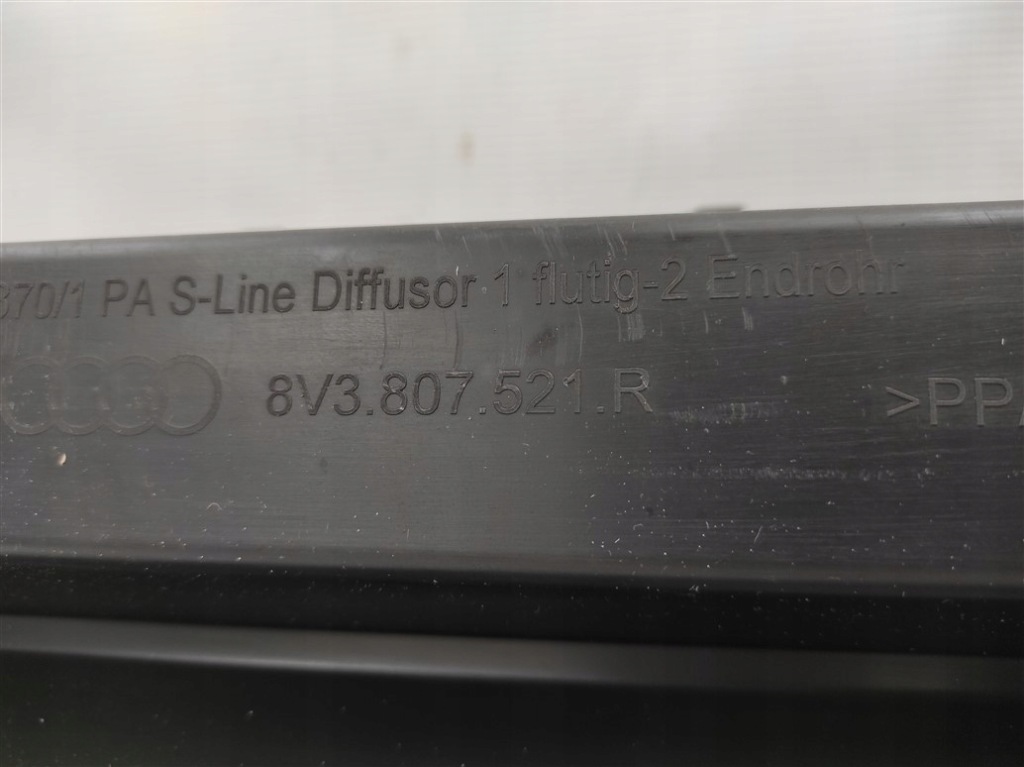 370/1 PA S-Line Diffusor 1 flutig-2 Endrohr
8V3.807.521.R >PP